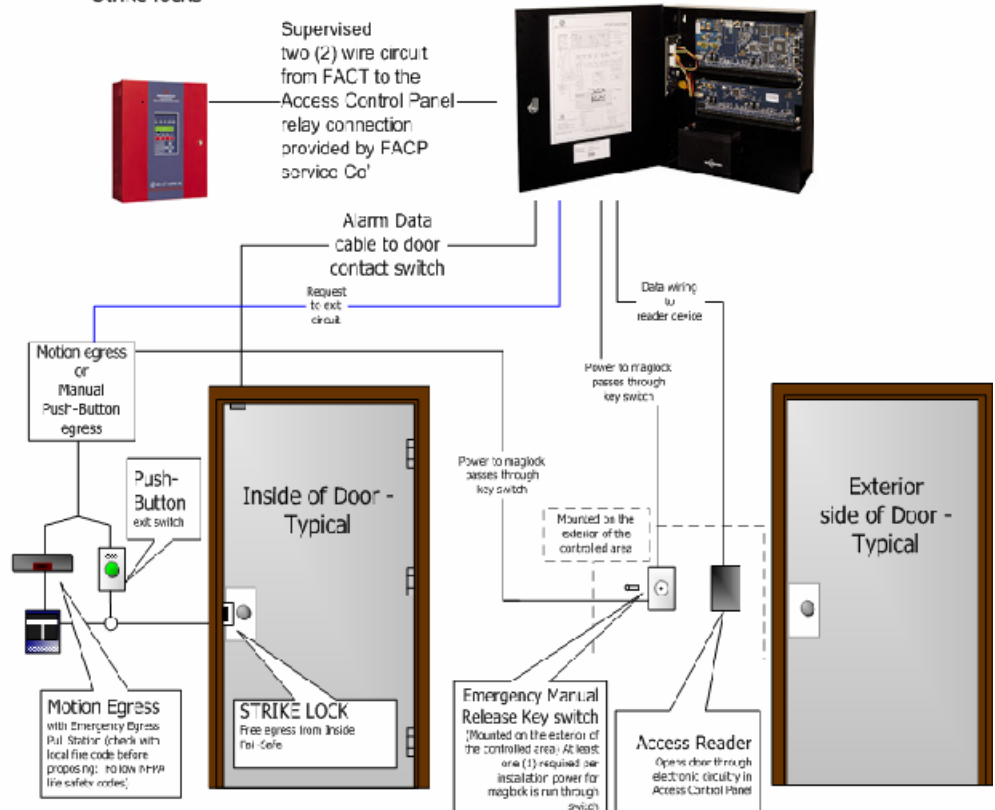 Supervised
two (2) wire circuit
from FACT to the
Access Control Panel
relay connection
provided by FACP
service Co'
Alarm Data
cable to door
contact switch
Request
to exit
circuit
Data wiring
to
reader device
Motion egress
or
Manual
Push-Button
egress
Power to maglock
passes through
key switch
Push-
Button
exit switch
Inside of Door -
Typical
Power to maglock
passes through
key switch
Mounted on the
exterior of the
controlled area
Exterior
side of Door -
Typical
Motion Egress
with Emergency Egress
Pull Station (check with
local fire code before
proposing! Follow NFPA
life safety codes)
STRIKE LOCK
Free egress from Inside
Fail-Safe
Emergency Manual
Release Key switch
(Mounted on the exterior of
the controlled area) At least
one (1) required per
installation power for
maglock is run through
switch
Access Reader
Opens door through
electronic circuitry in
Access Control Panel